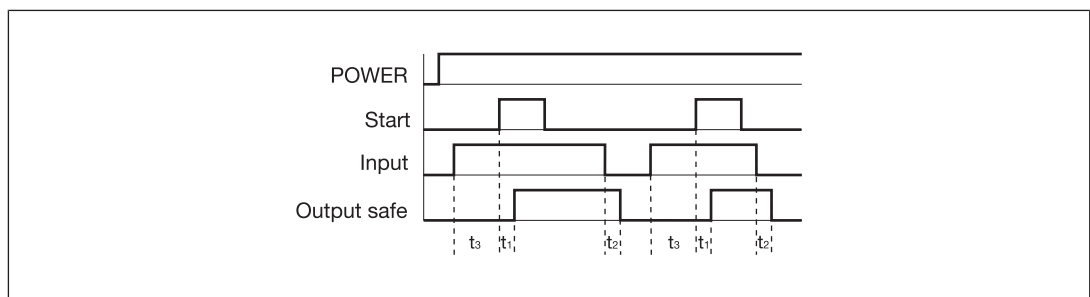 POWER
Start
Input
Output safe
t3 t1 t2 t3 t1 t2